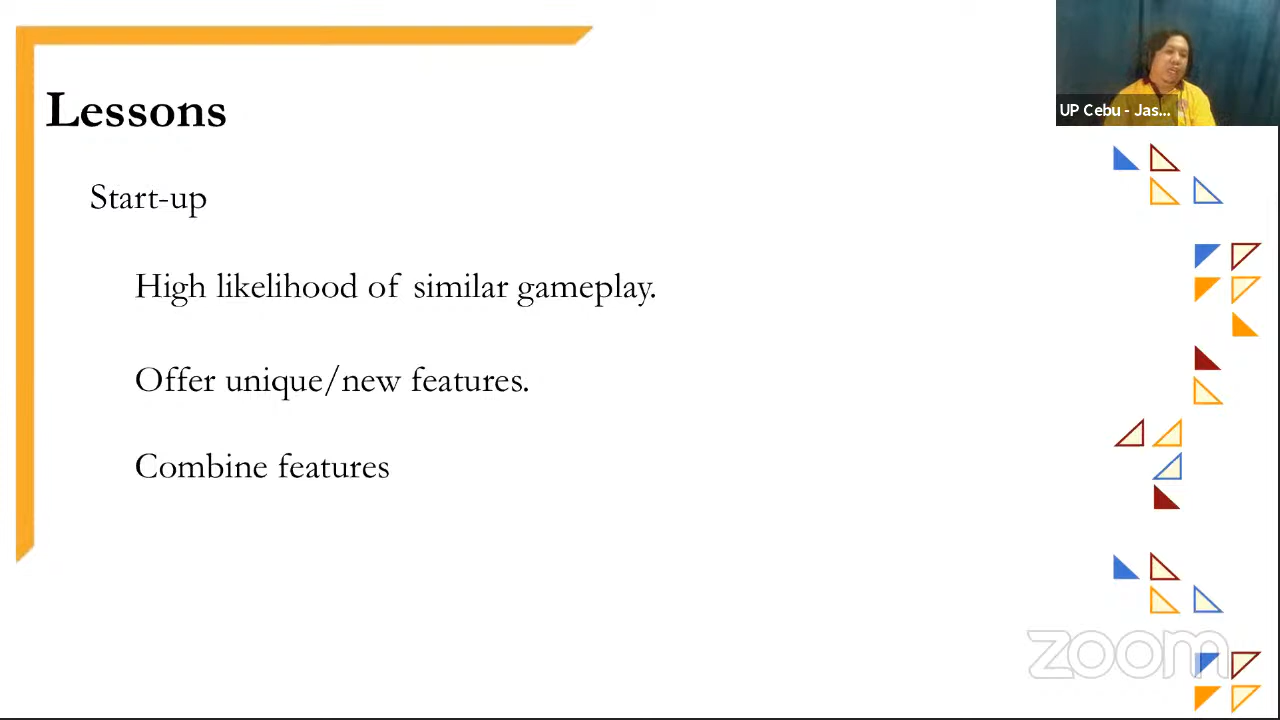 Lessons
Start-up
High likelihood of similar gameplay.
Offer unique/new features.
Combine features
UP Cebu - Jas...
zoom